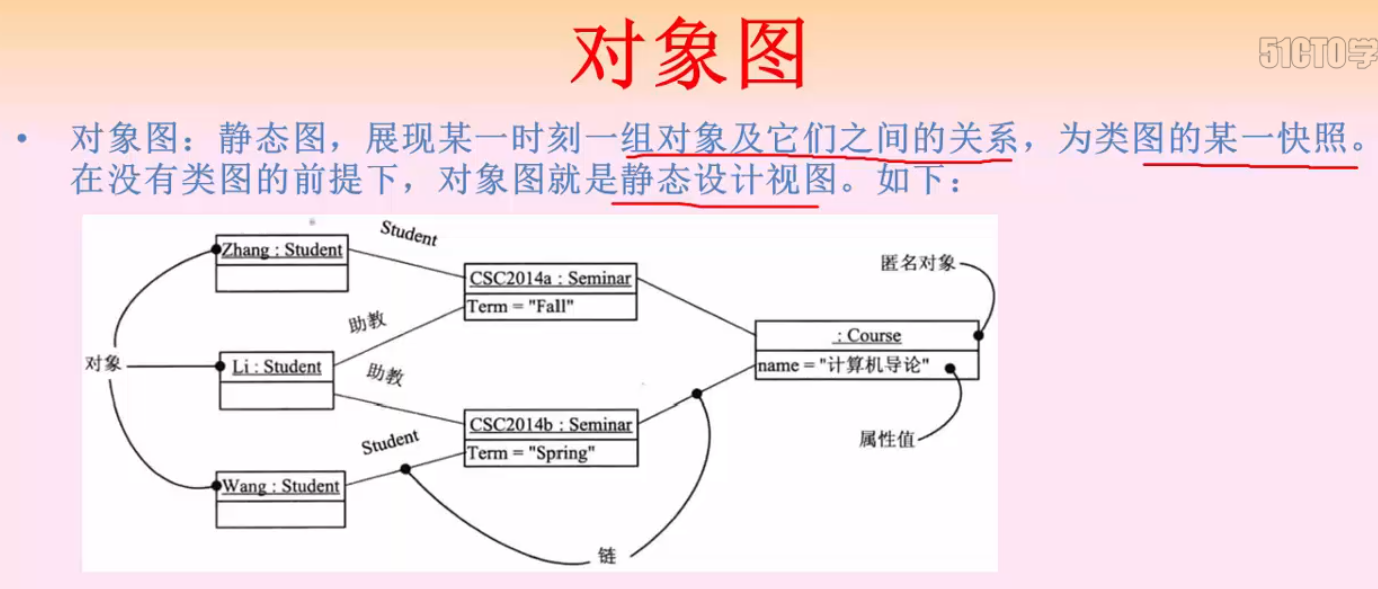 对象图
51CTO学
• 对象图：静态图，展现某一时刻一组对象及它们之间的关系，为类图的某一快照。
在没有类图的前提下，对象图就是静态设计视图。如下：
Zhang : Student
Student
CSC2014a : Seminar
Term = "Fall"
匿名对象
助教
: Course
name = "计算机导论"
对象
Li : Student
助教
CSC2014b : Seminar
Term = "Spring"
属性值
Student
Wang : Student
链